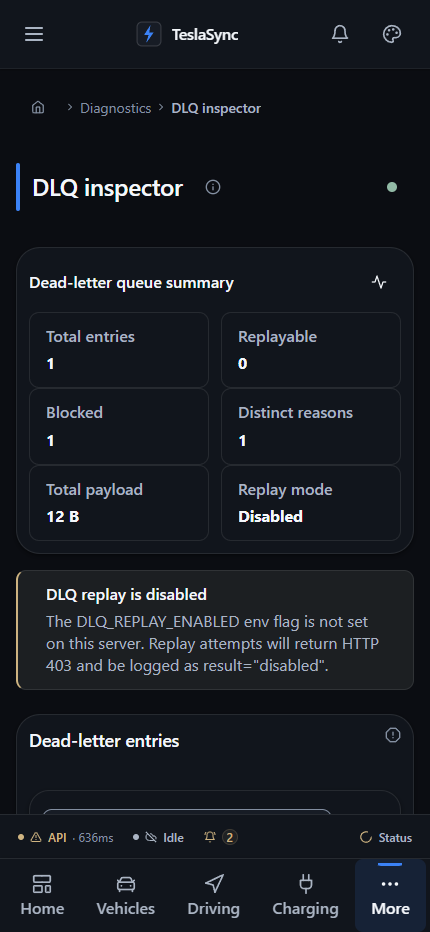 TeslaSync
Diagnostics
DLQ inspector
DLQ inspector
Dead-letter queue summary
Total entries
1
Replayable
0
Blocked
1
Distinct reasons
1
Total payload
12 B
Replay mode
Disabled
DLQ replay is disabled
The DLQ_REPLAY_ENABLED env flag is not set
on this server. Replay attempts will return HTTP
403 and be logged as result="disabled".
Dead-letter entries
API · 636ms
Idle
2
Status
Home
Vehicles
Driving
Charging
More